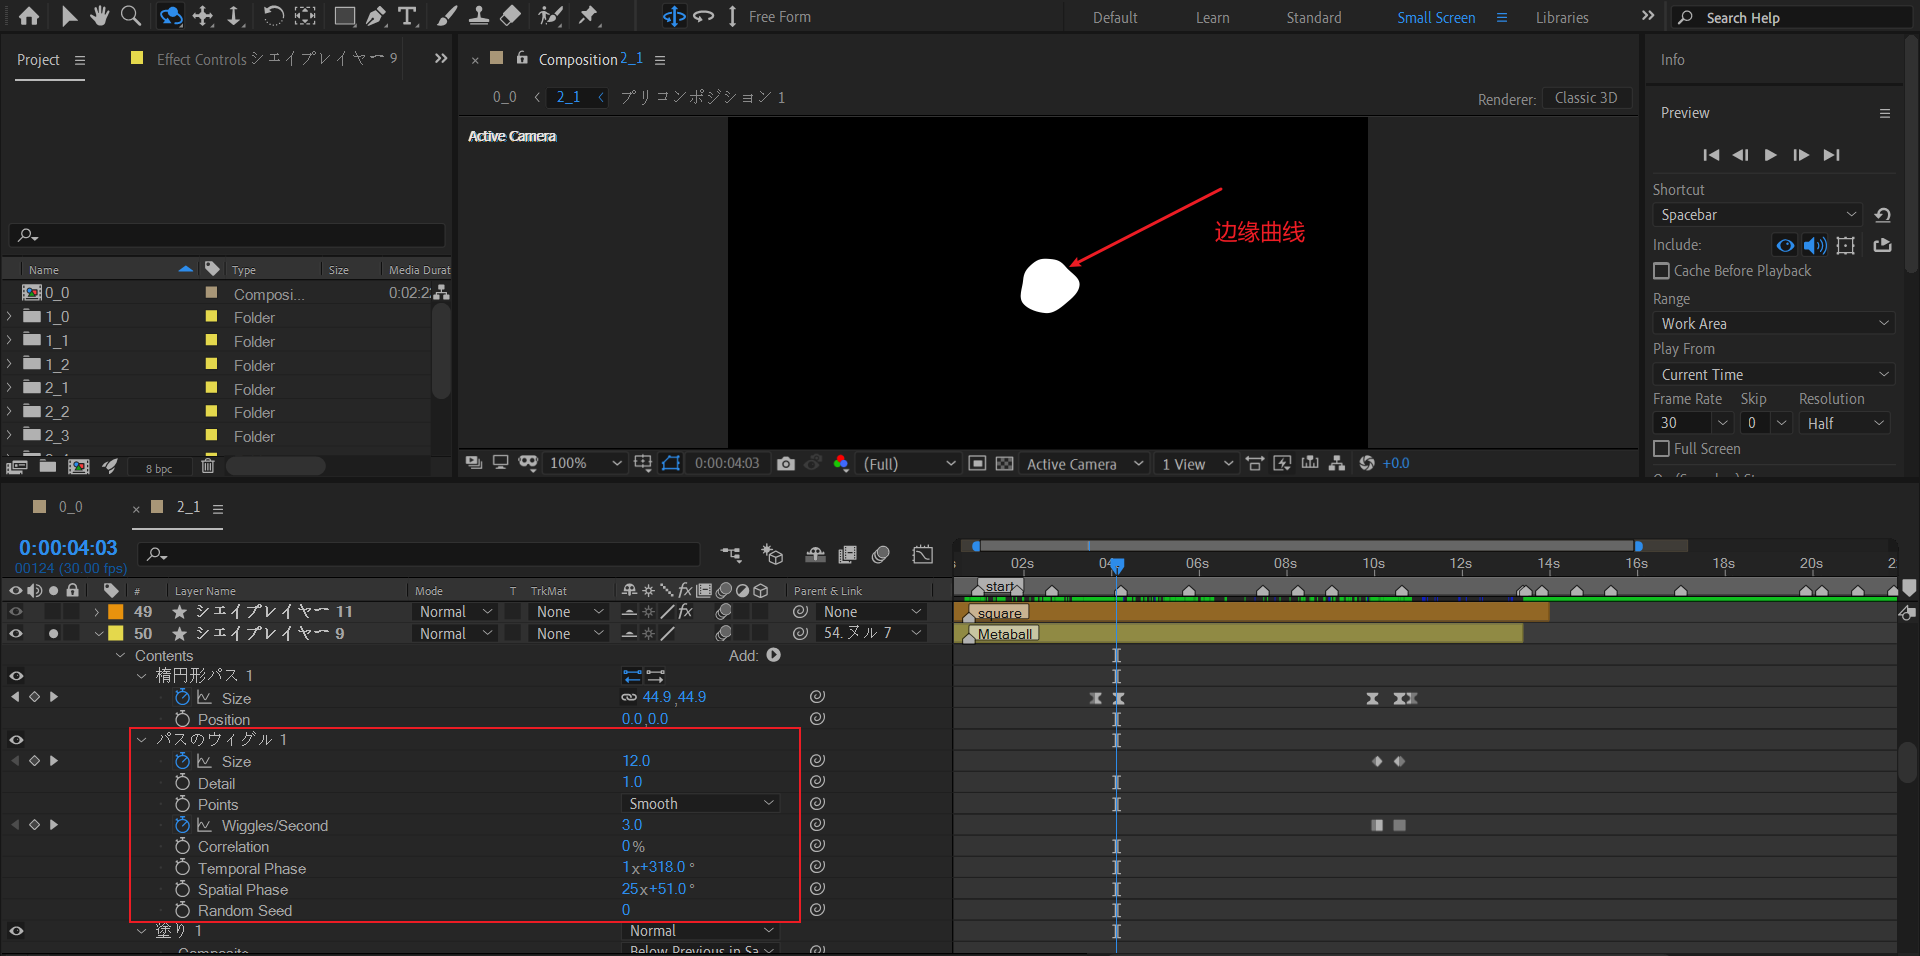 Free Form
Default
Learn
Standard
Small Screen
Libraries
Search Help
Project
Effect Controls シェイプレイヤー 9
Composition 2_1
0_0
2_1
プリコンポジション 1
Renderer:
Classic 3D
Active Camera
边缘曲线
Name
Type
Size
Media Durat
0_0
Composi...
0:02:2
1_0
Folder
1_1
Folder
1_2
Folder
2_1
Folder
2_2
Folder
2_3
Folder
8 bpc
100%
0:00:04:03
(Full)
Active Camera
1 View
+0.0
Info
Preview
Shortcut
Spacebar
Include:
Cache Before Playback
Range
Work Area
Play From
Current Time
Frame Rate
Skip
Resolution
30
0
Half
Full Screen
0_0
2_1
0:00:04:03
00124 (30.00 fps)
02s
04s
06s
08s
10s
12s
14s
16s
18s
20s
#
Layer Name
Mode
T
TrkMat
Parent & Link
start
49
シェイプレイヤー 11
Normal
None
None
square
50
シェイプレイヤー 9
Normal
None
54. ヌル 7
Metaball
Contents
Add:
楕円形パス 1
Size
44.9,44.9
Position
0.0,0.0
パスのウィグル 1
Size
12.0
Detail
1.0
Points
Smooth
Wiggles/Second
3.0
Correlation
0%
Temporal Phase
1x+318.0°
Spatial Phase
25x+51.0°
Random Seed
0
塗り 1
Normal
Composite
Below Previous in Sa